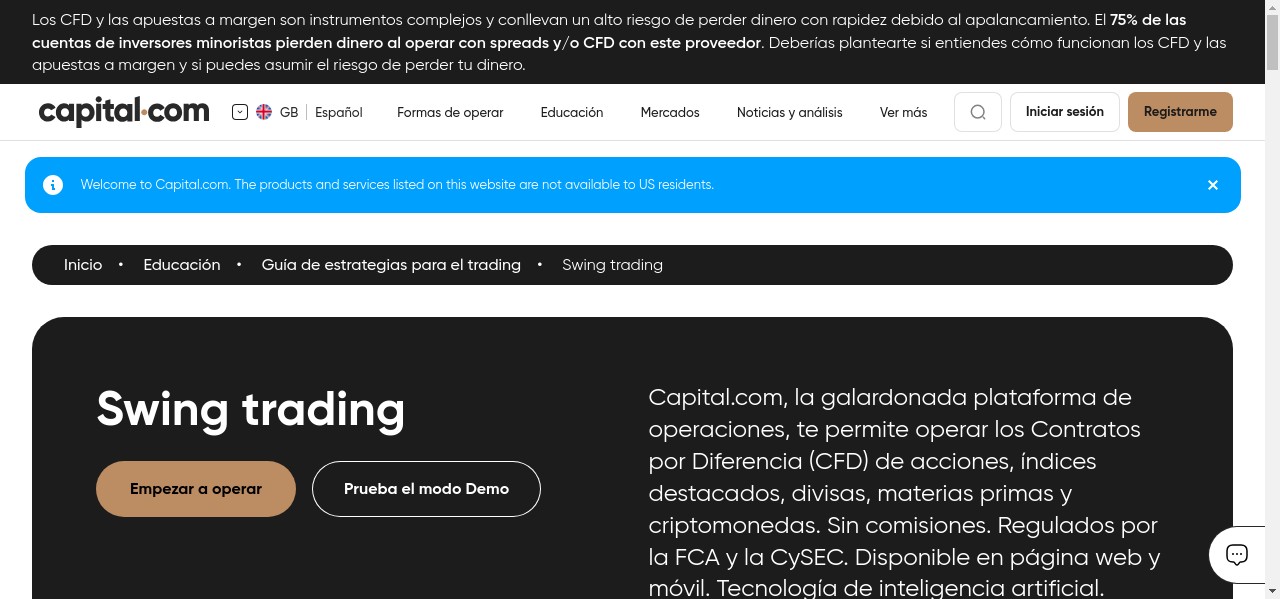 Los CFD y las apuestas a margen son instrumentos complejos y conllevan un alto riesgo de perder dinero con rapidez debido al apalancamiento. El 75% de las
cuentas de inversores minoristas pierden dinero al operar con spreads y/o CFD con este proveedor. Deberías plantearte si entiendes cómo funcionan los CFD y las
apuestas a margen y si puedes asumir el riesgo de perder tu dinero.
capital.com GB Español Formas de operar Educación Mercados Noticias y análisis Ver más Iniciar sesión Registrarme
Welcome to Capital.com. The products and services listed on this website are not available to US residents.
Inicio • Educación • Guía de estrategias para el trading • Swing trading
Swing trading
Empezar a operar Prueba el modo Demo
Capital.com, la galardonada plataforma de
operaciones, te permite operar los Contratos
por Diferencia (CFD) de acciones, índices
destacados, divisas, materias primas y
criptomonedas. Sin comisiones. Regulados por
la FCA y la CySEC. Disponible en página web y
móvil. Tecnología de inteligencia artificial.